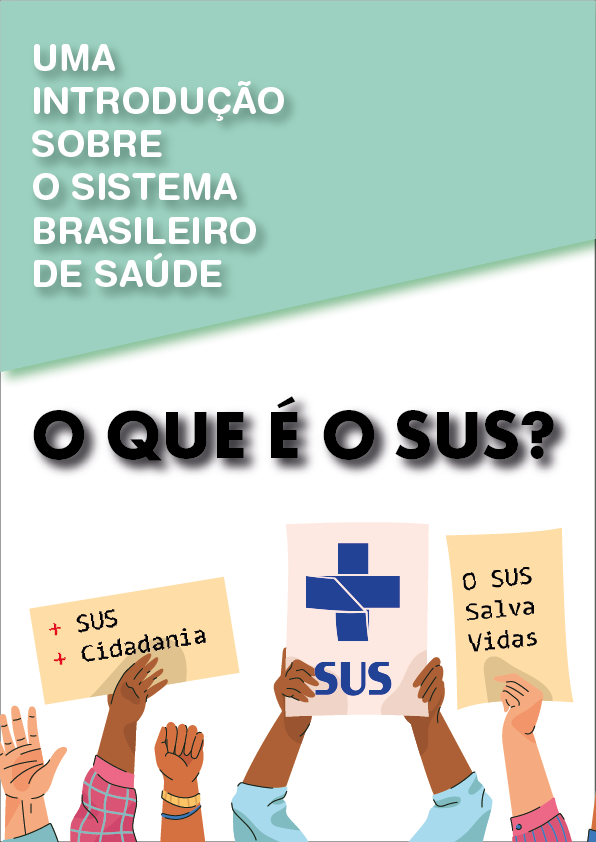 UMA
INTRODUÇÃO
SOBRE
O SISTEMA
BRASILEIRO
DE SAÚDE
O QUE É O SUS?
+ SUS
+ Cidadania
SUS
O SUS
Salva
Vidas